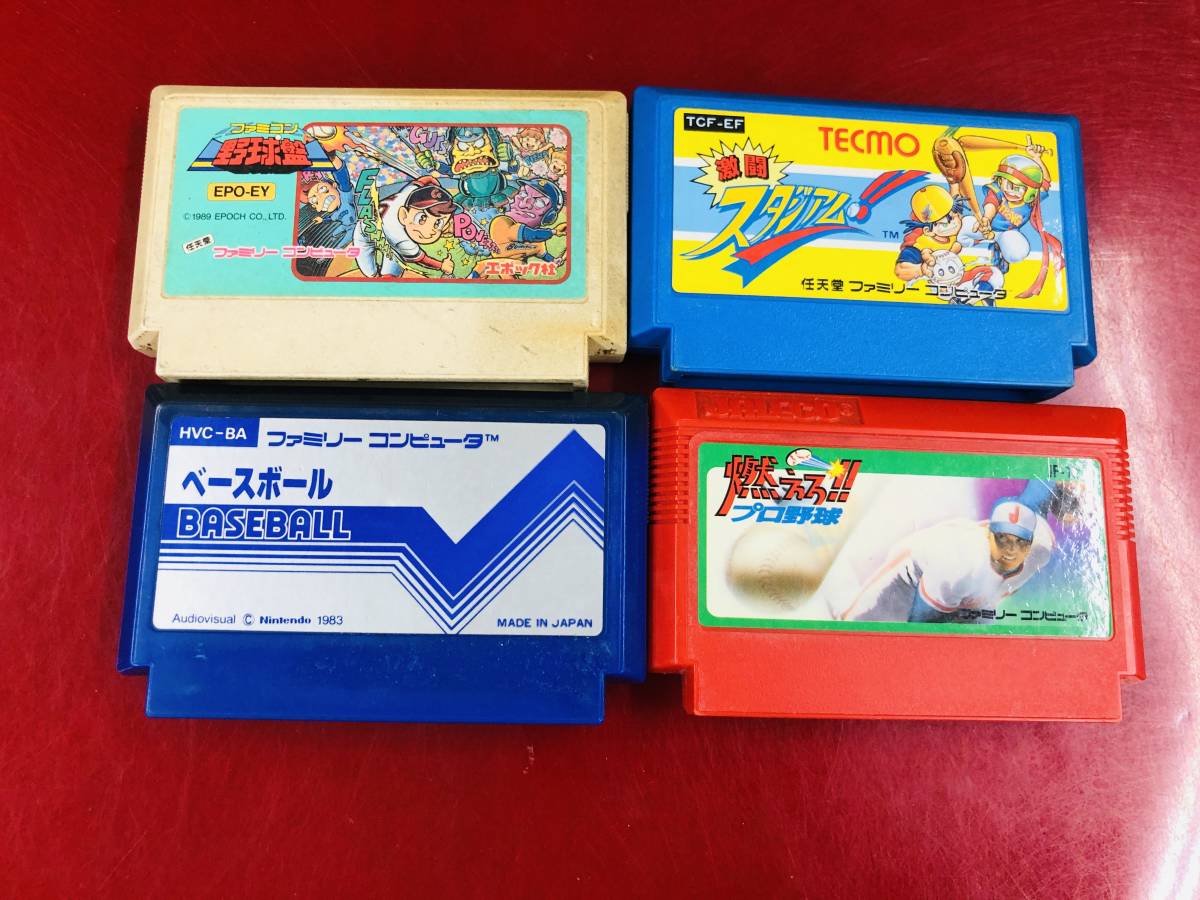 ファミコン
野球盤
EPO-EY
©1989 EPOCH CO., LTD.
任天堂
ファミリー コンピュータ
FLASH
エポック社
TCF-EF
TECMO
激闘
スタジアム!!
TM
任天堂 ファミリー コンピュータ
HVC-BA
ファミリー コンピュータ™
ベースボール
BASEBALL
Audiovisual © Nintendo 1983
MADE IN JAPAN
JALECO®
燃えろ!!
プロ野球
J
ファミリー コンピュータ